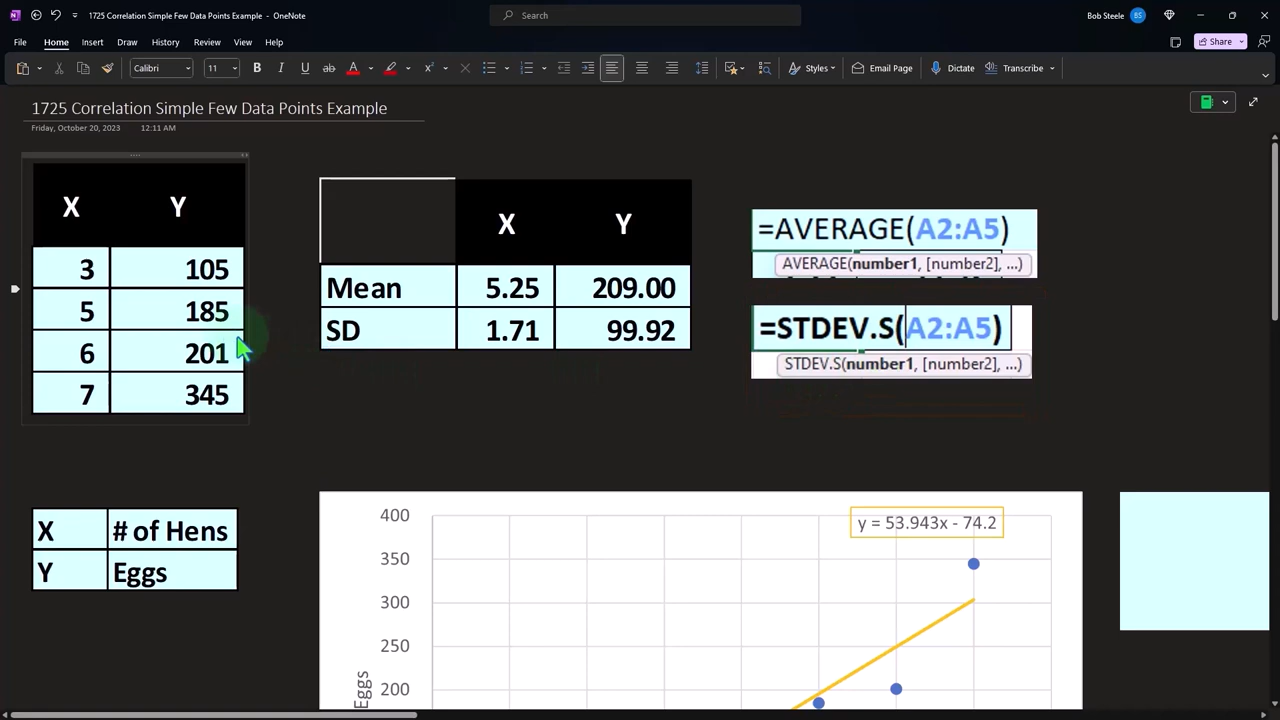 1725 Correlation Simple Few Data Points Example - OneNote
Search
Bob Steele
BS
File Home Insert Draw History Review View Help
Share
Calibri 11 B I U ab A Styles Email Page Dictate Transcribe
1725 Correlation Simple Few Data Points Example
Friday, October 20, 2023 12:11 AM
X Y
3 105
5 185
6 201
7 345
X Y
Mean 5.25 209.00
SD 1.71 99.92
=AVERAGE(A2:A5)
AVERAGE(number1, [number2], ...)
=STDEV.S(A2:A5)
STDEV.S(number1, [number2], ...)
X # of Hens
Y Eggs
y = 53.943x - 74.2
400
350
300
250
200
Eggs